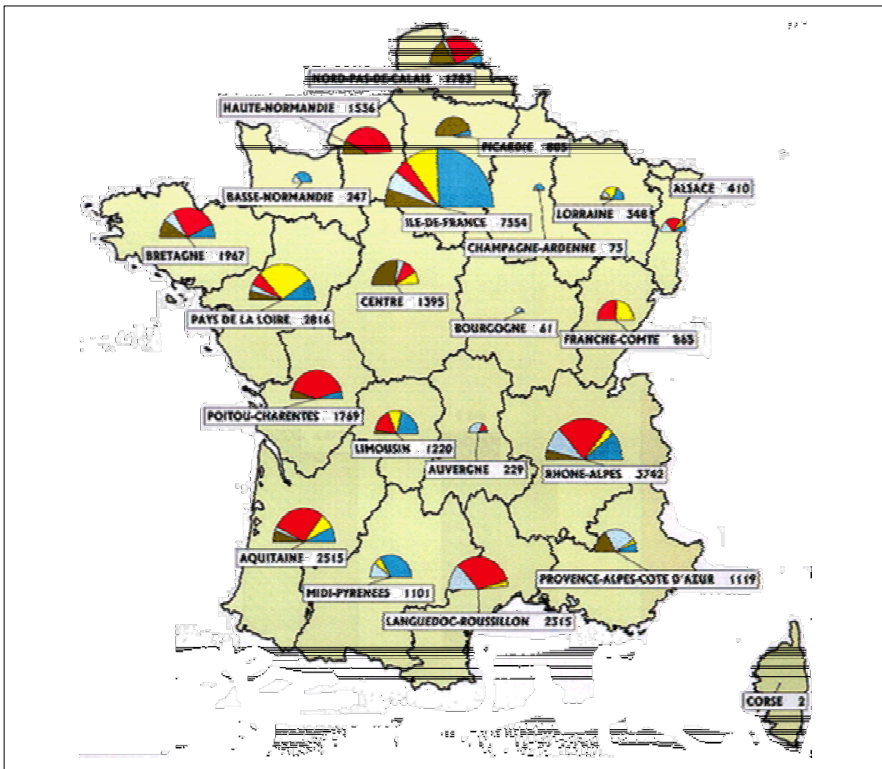 NORD-PAS-DE-CALAIS 1783
HAUTE-NORMANDIE 1536
PICARDIE 805
BASSE-NORMANDIE 247
ILE-DE-FRANCE 7554
CHAMPAGNE-ARDENNE 73
LORRAINE 348
ALSACE 410
BRETAGNE 1967
PAYS DE LA LOIRE 2816
CENTRE 1395
BOURGOGNE 61
FRANCHE-COMTE 865
POITOU-CHARENTES 1769
LIMOUSIN 1220
AUVERGNE 229
RHONE-ALPES 3742
AQUITAINE 2515
MIDI-PYRENEES 1101
LANGUEDOC-ROUSSILLON 2315
PROVENCE-ALPES-COTE D'AZUR 1119
CORSE 2